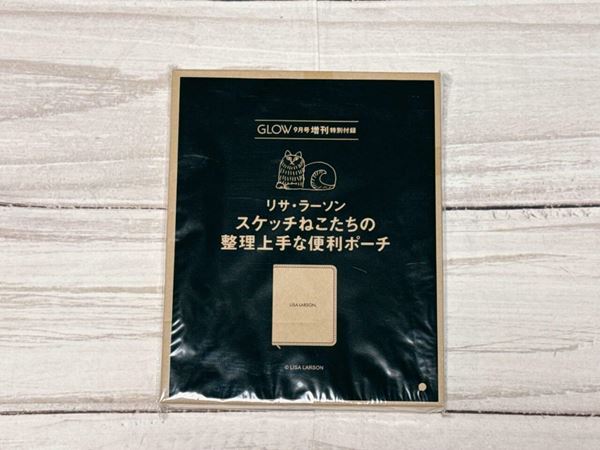 GLOW 9月号増刊特別付録
リサ・ラーソン
スケッチねこたちの
整理上手な便利ポーチ
LISA LARSON.
© LISA LARSON